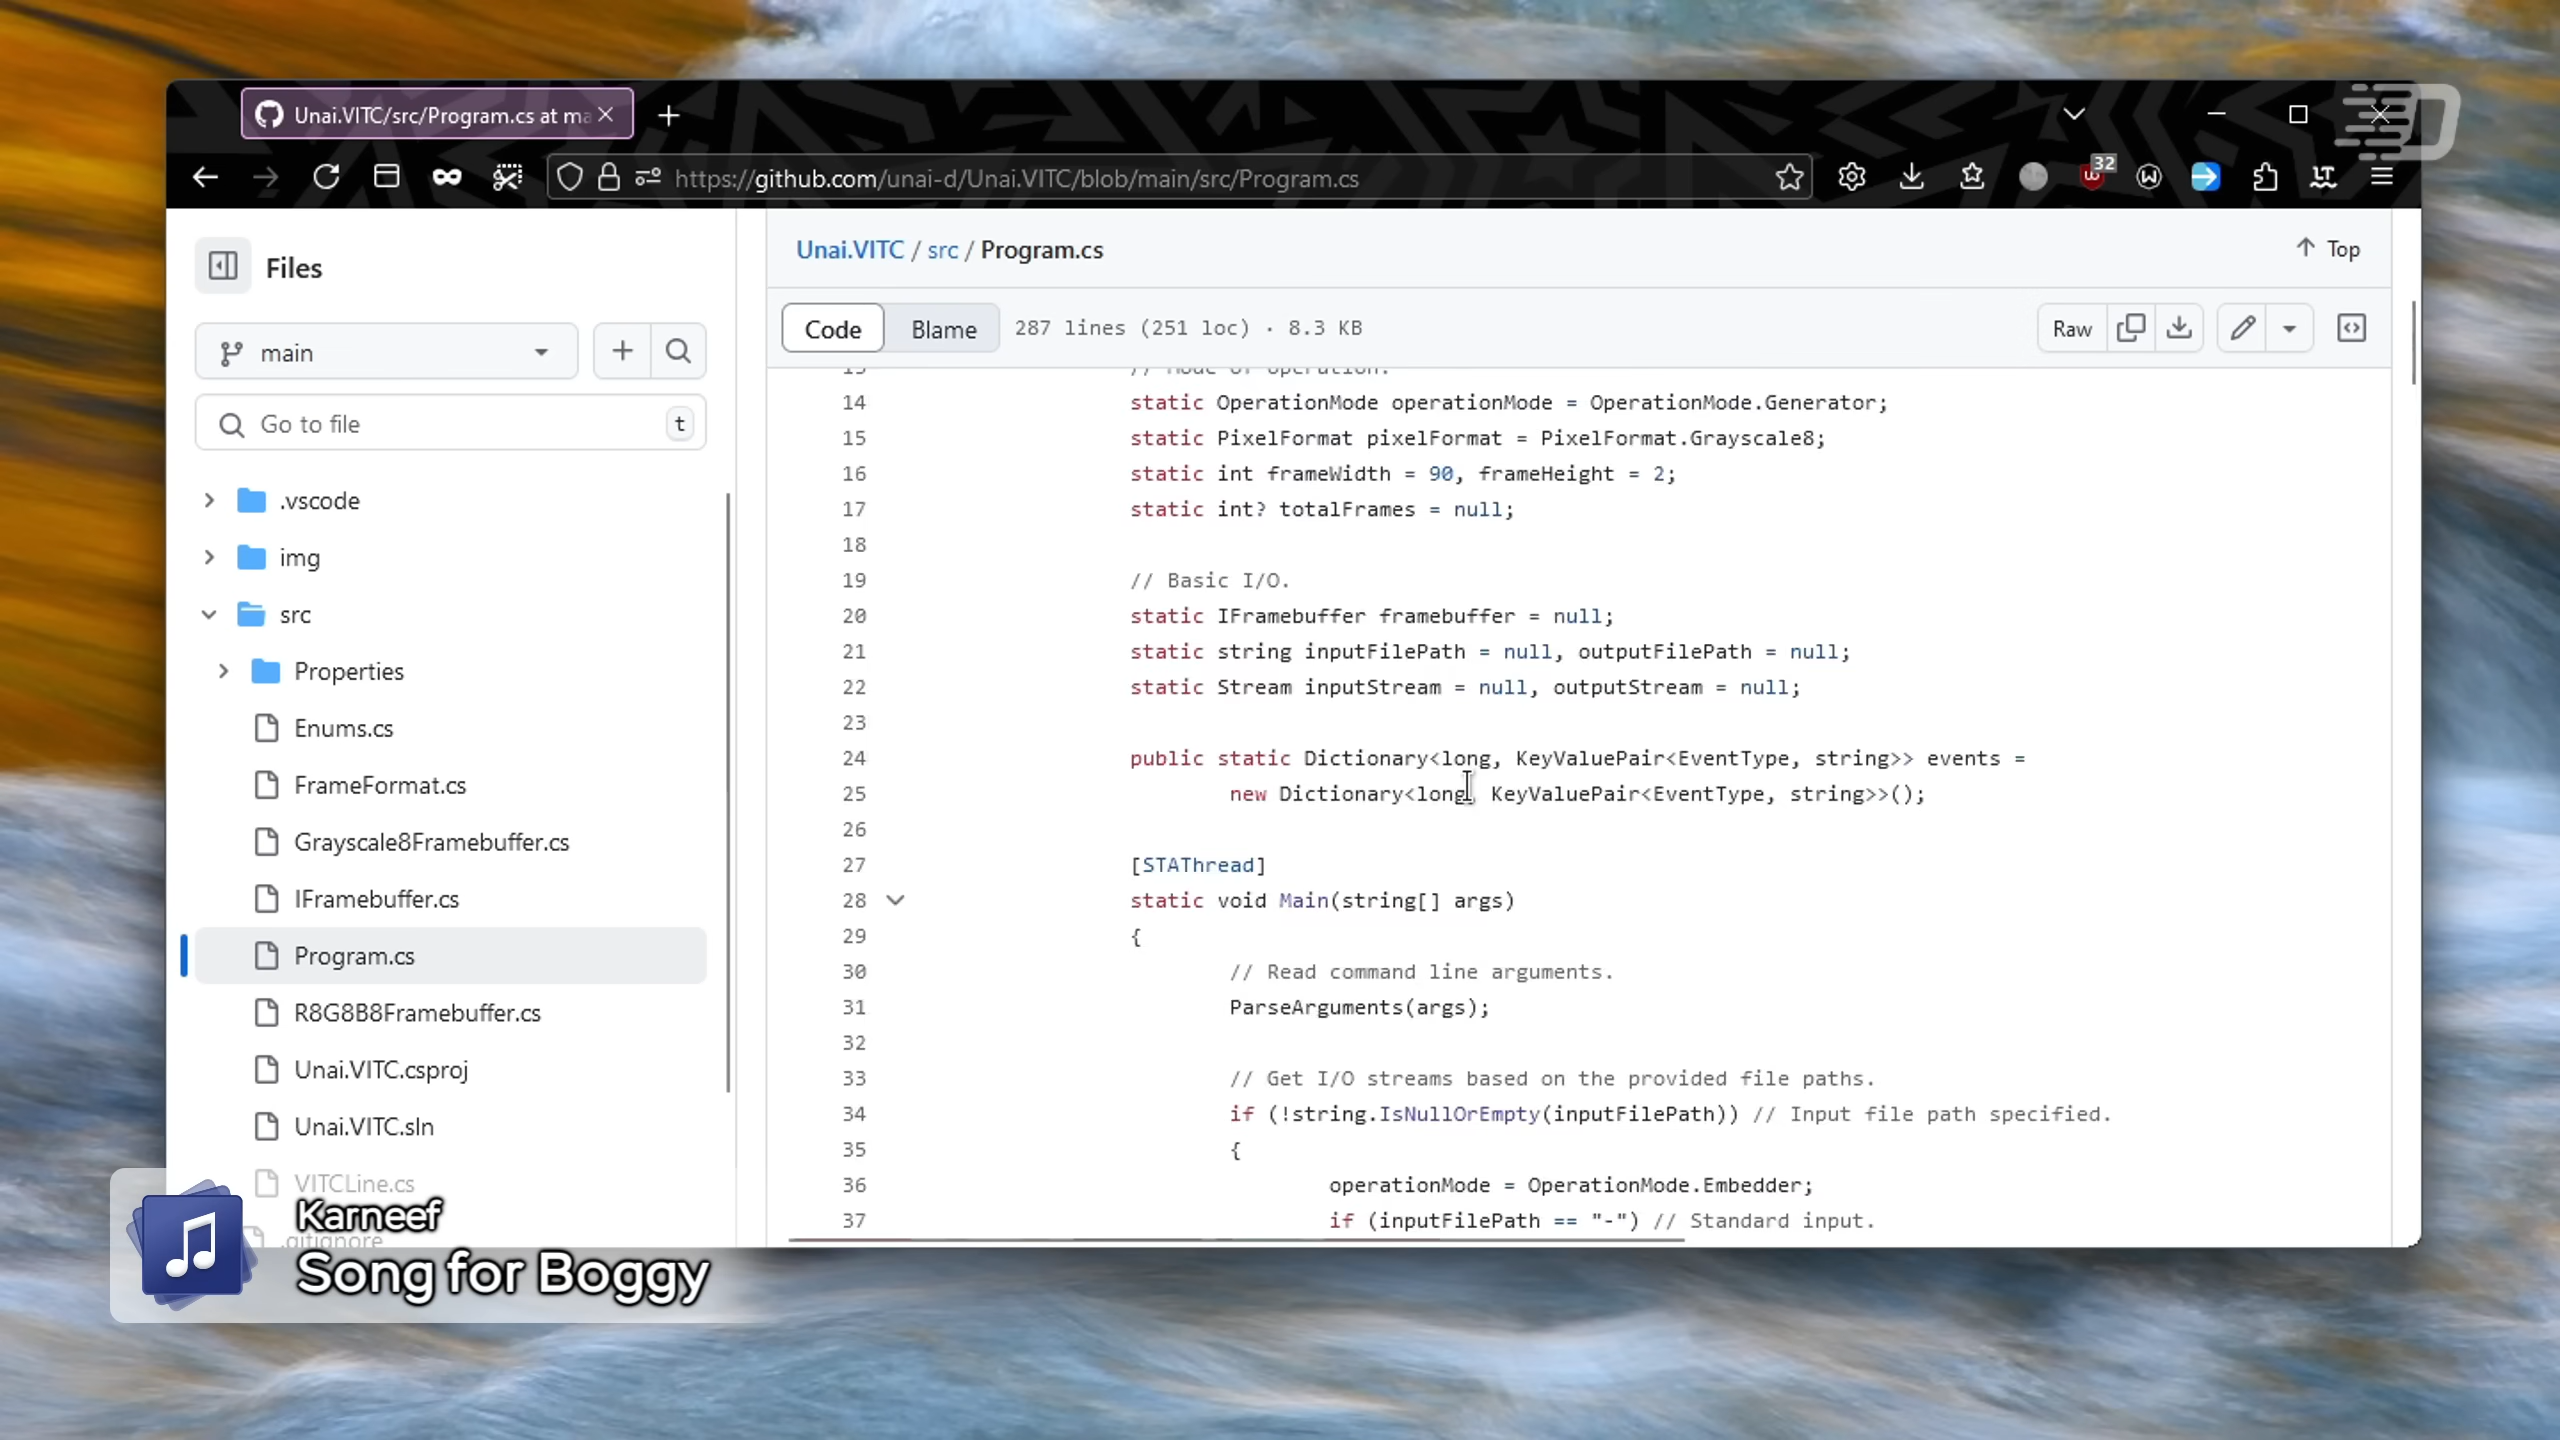 Unai.VITC/src/Program.cs at ma
32
https://github.com/unai-d/Unai.VITC/blob/main/src/Program.cs
Files
main
Go to file
t
.vscode
img
src
Properties
Enums.cs
FrameFormat.cs
Grayscale8Framebuffer.cs
IFramebuffer.cs
Program.cs
R8G8B8Framebuffer.cs
Unai.VITC.csproj
Unai.VITC.sln
VITCLine.cs
.gitignore
Unai.VITC / src / Program.cs
Top
Code
Blame
287 lines (251 loc) · 8.3 KB
Raw
13 // Mode of operation.
14 static OperationMode operationMode = OperationMode.Generator;
15 static PixelFormat pixelFormat = PixelFormat.Grayscale8;
16 static int frameWidth = 90, frameHeight = 2;
17 static int? totalFrames = null;
18
19 // Basic I/O.
20 static IFramebuffer framebuffer = null;
21 static string inputFilePath = null, outputFilePath = null;
22 static Stream inputStream = null, outputStream = null;
23
24 public static Dictionary<long, KeyValuePair<EventType, string>> events =
25 new Dictionary<long, KeyValuePair<EventType, string>>();
26
27 [STAThread]
28 static void Main(string[] args)
29 {
30 // Read command line arguments.
31 ParseArguments(args);
32
33 // Get I/O streams based on the provided file paths.
34 if (!string.IsNullOrEmpty(inputFilePath)) // Input file path specified.
35 {
36 operationMode = OperationMode.Embedder;
37 if (inputFilePath == "-") // Standard input.
Karneef
Song for Boggy